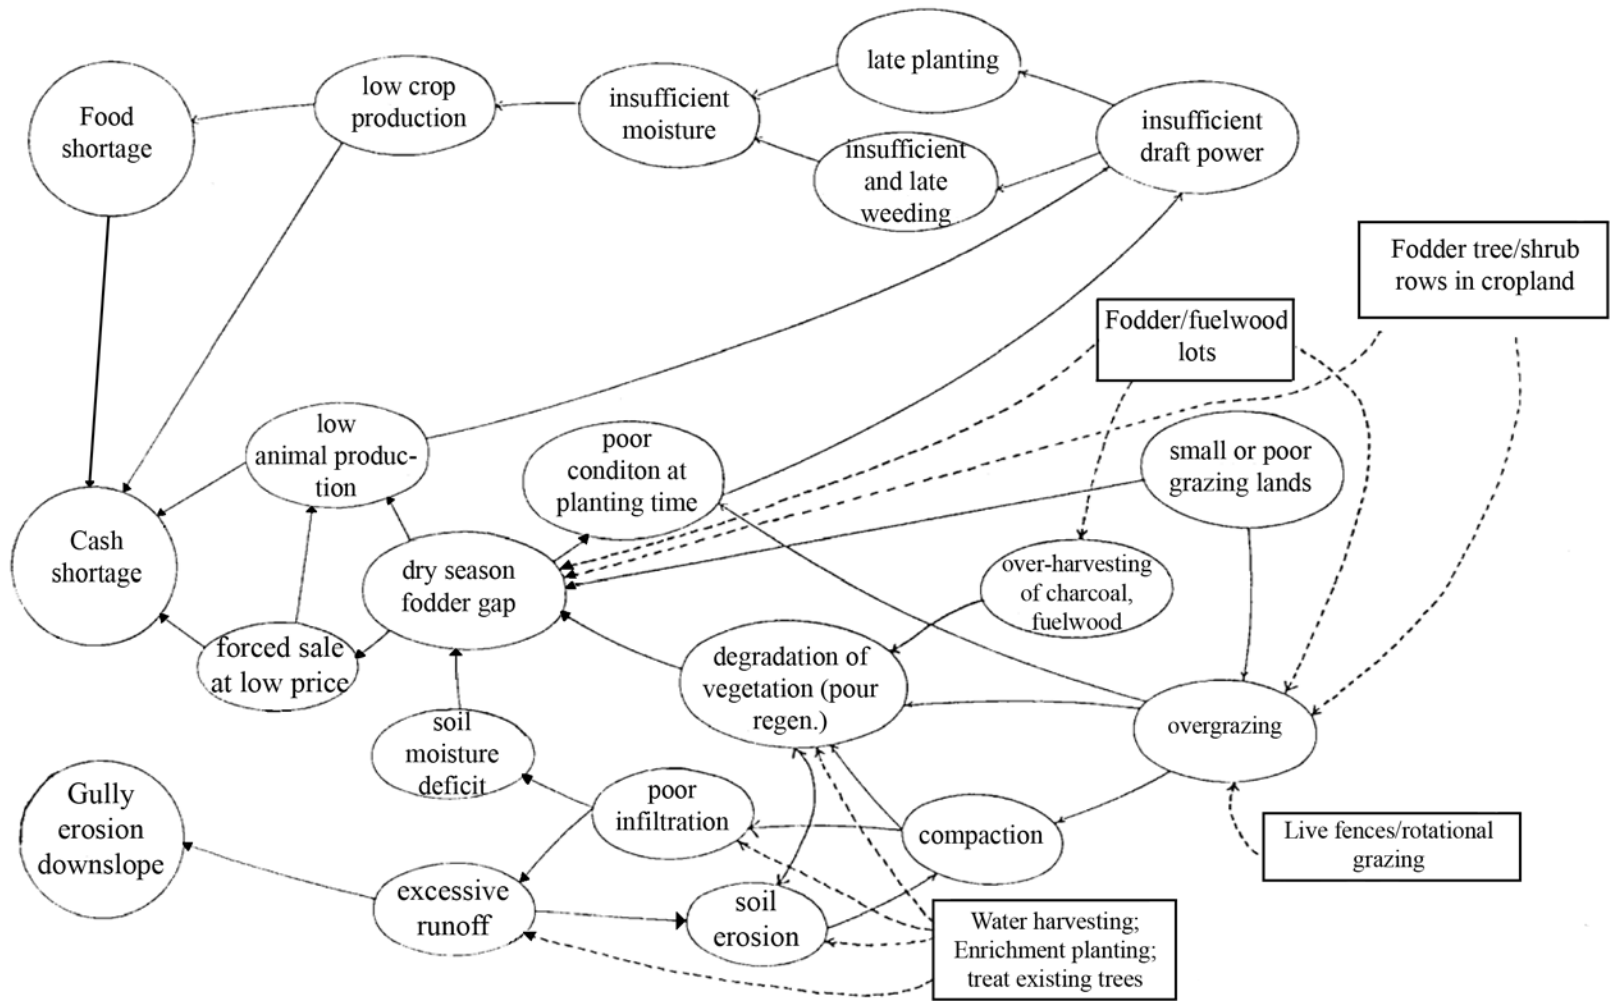 late planting
low crop
production
insufficient
moisture
Food
shortage
insufficient
draft power
insufficient
and late
weeding
Fodder tree/shrub
rows in cropland
Fodder/fuelwood
lots
low
animal produc-
tion
poor
conditon at
planting time
small or poor
grazing lands
Cash
shortage
dry season
fodder gap
over-harvesting
of charcoal,
fuelwood
forced sale
at low price
degradation of
vegetation (pour
regen.)
overgrazing
soil
moisture
deficit
Gully
erosion
downslope
poor
infiltration
compaction
Live fences/rotational
grazing
excessive
runoff
soil
erosion
Water harvesting;
Enrichment planting;
treat existing trees